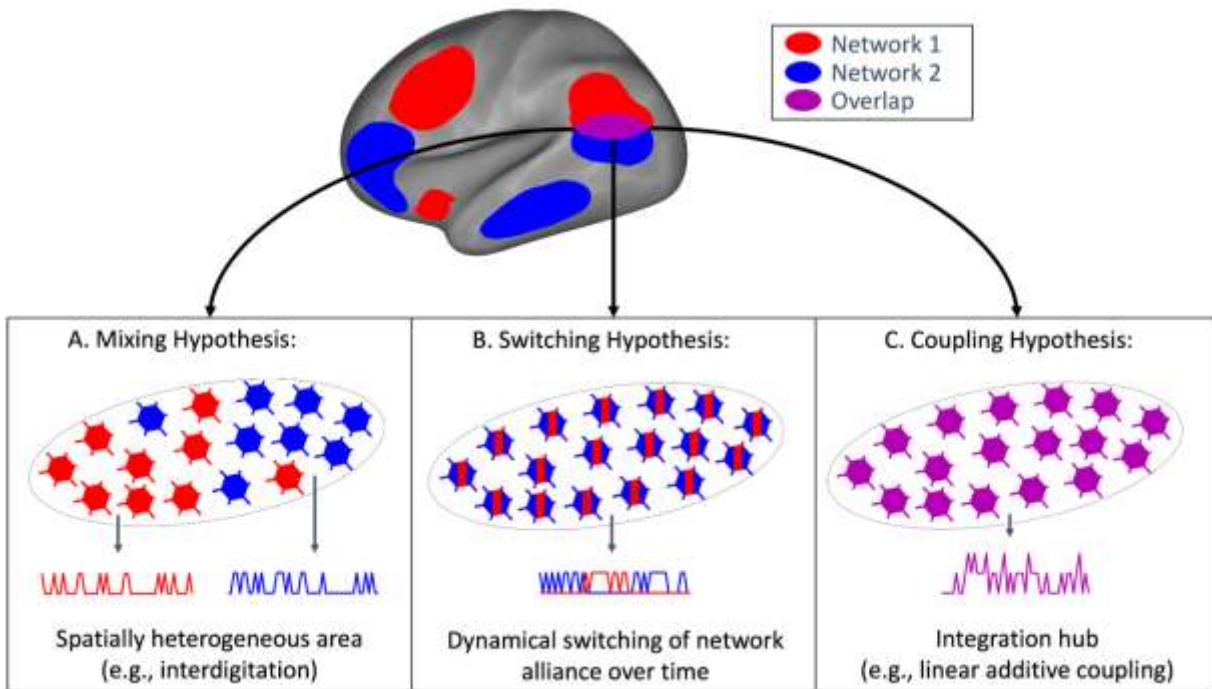 Network 1
Network 2
Overlap
A. Mixing Hypothesis:
Spatially heterogeneous area
(e.g., interdigitation)
B. Switching Hypothesis:
Dynamical switching of network
alliance over time
C. Coupling Hypothesis:
Integration hub
(e.g., linear additive coupling)